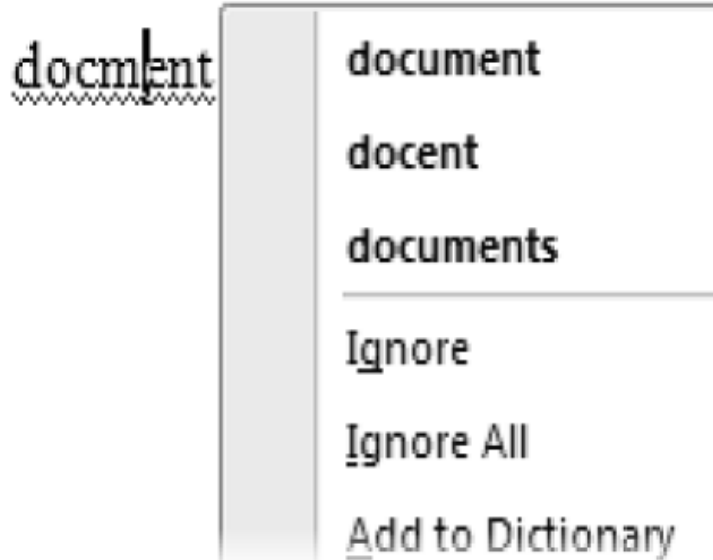 docment
document
docent
documents
Ignore
Ignore All
Add to Dictionary